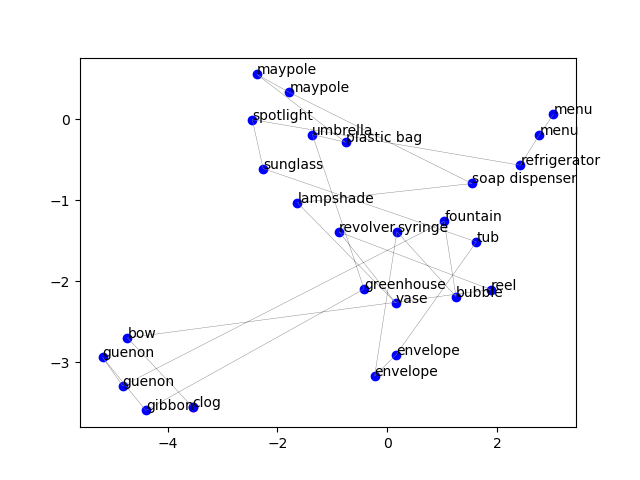 maypole
maypole
menu
spotlight
umbrella
menu
plastic bag
refrigerator
sunglass
soap dispenser
lampshade
fountain
revolver
syringe
tub
greenhouse
reel
bubble
vase
bow
envelope
guenon
envelope
guenon
gibbon
clog
0
−1
−2
−3
−4
−2
0
2